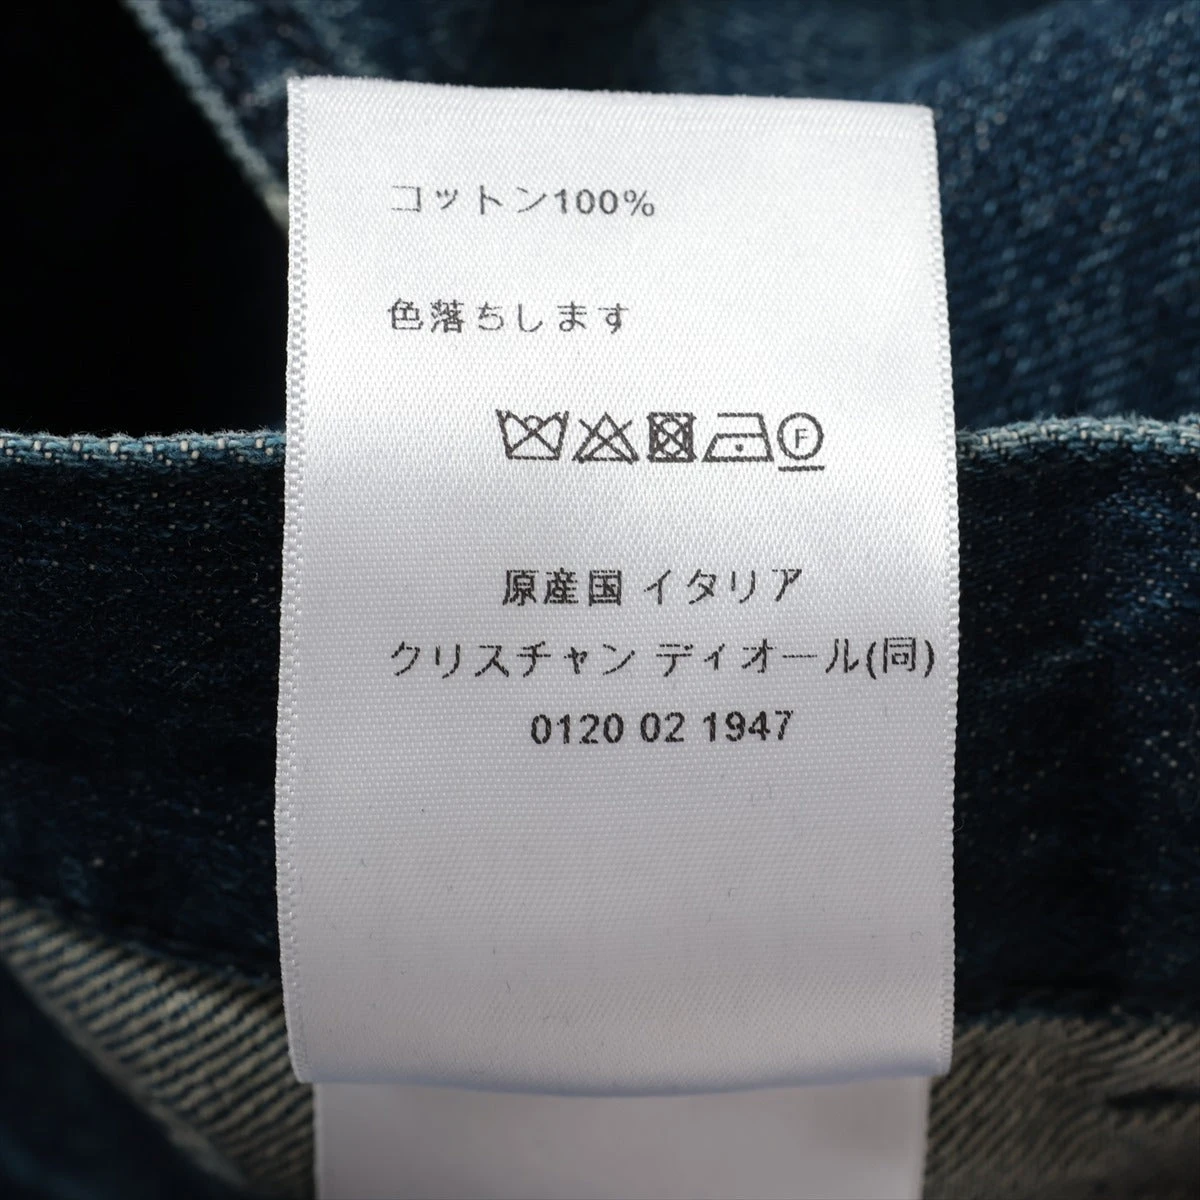 コットン100%
色落ちします
F
原産国 イタリア
クリスチャン ディオール(同)
0120 02 1947